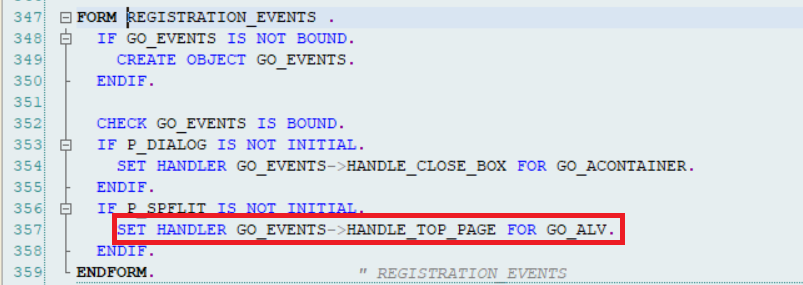 347 FORM REGISTRATION_EVENTS .
348 IF GO_EVENTS IS NOT BOUND.
349 CREATE OBJECT GO_EVENTS.
350 ENDIF.
351
352 CHECK GO_EVENTS IS BOUND.
353 IF P_DIALOG IS NOT INITIAL.
354 SET HANDLER GO_EVENTS->HANDLE_CLOSE_BOX FOR GO_ACONTAINER.
355 ENDIF.
356 IF P_SPFLIT IS NOT INITIAL.
357 SET HANDLER GO_EVENTS->HANDLE_TOP_PAGE FOR GO_ALV.
358 ENDIF.
359 ENDFORM. " REGISTRATION_EVENTS